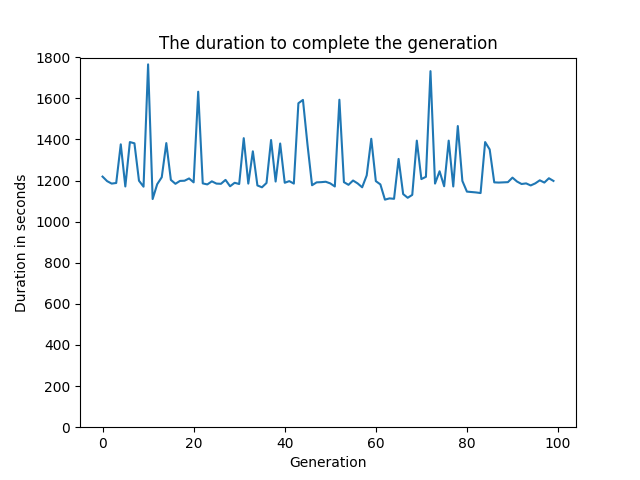 The duration to complete the generation
1800
1600
1400
1200
1000
800
600
400
200
0
Duration in seconds
0 20 40 60 80 100
Generation